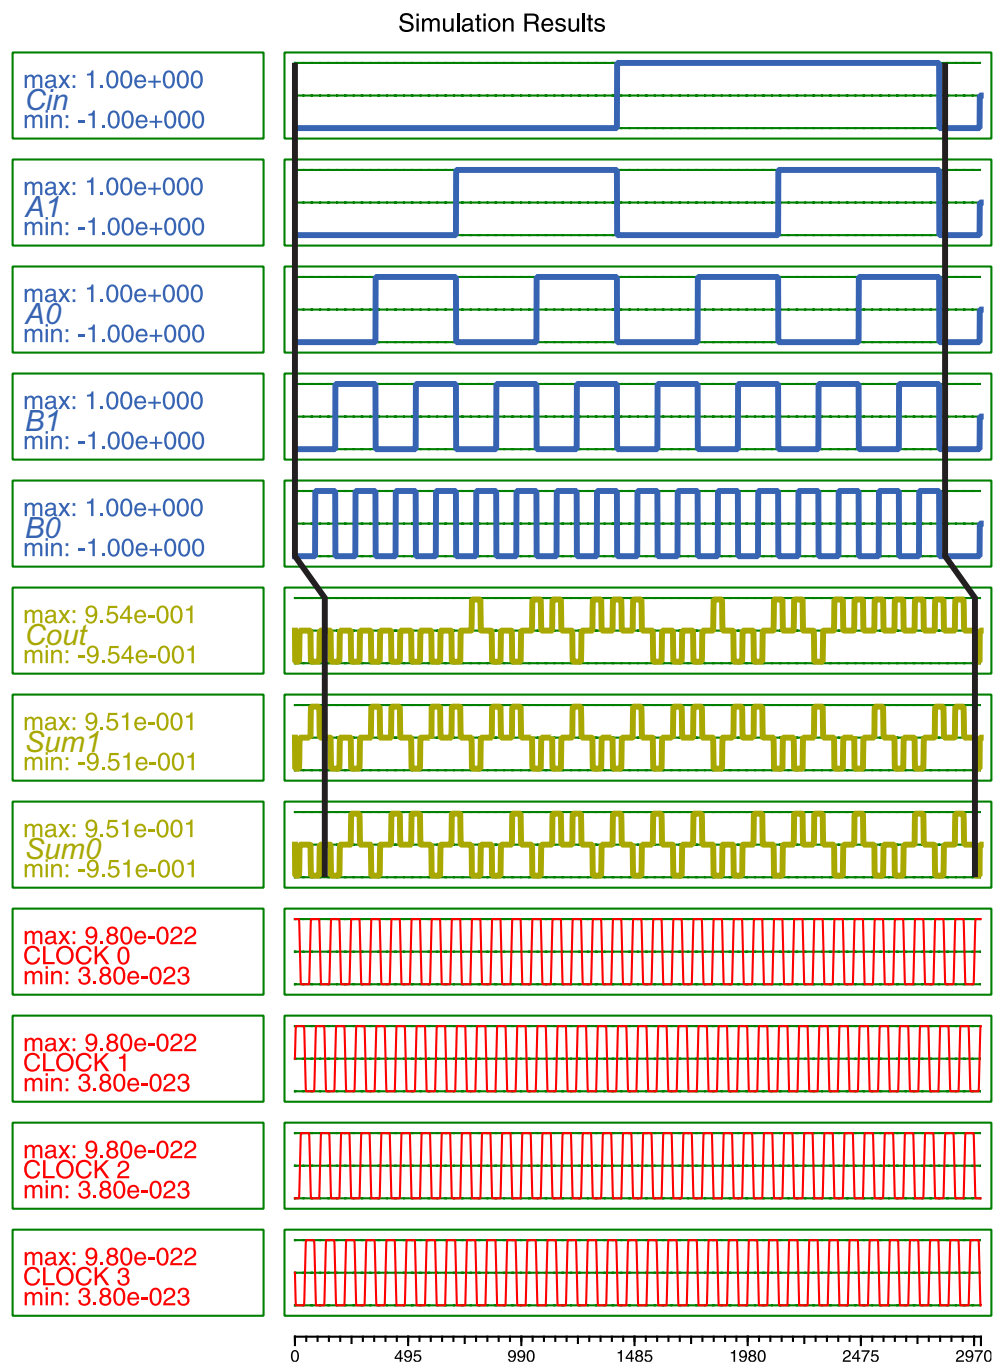 Simulation Results
max: 1.00e+000
Cin
min: -1.00e+000
max: 1.00e+000
A1
min: -1.00e+000
max: 1.00e+000
A0
min: -1.00e+000
max: 1.00e+000
B1
min: -1.00e+000
max: 1.00e+000
B0
min: -1.00e+000
max: 9.54e-001
Cout
min: -9.54e-001
max: 9.51e-001
Sum1
min: -9.51e-001
max: 9.51e-001
Sum0
min: -9.51e-001
max: 9.80e-022
CLOCK 0
min: 3.80e-023
max: 9.80e-022
CLOCK 1
min: 3.80e-023
max: 9.80e-022
CLOCK 2
min: 3.80e-023
max: 9.80e-022
CLOCK 3
min: 3.80e-023
0 495 990 1485 1980 2475 2970